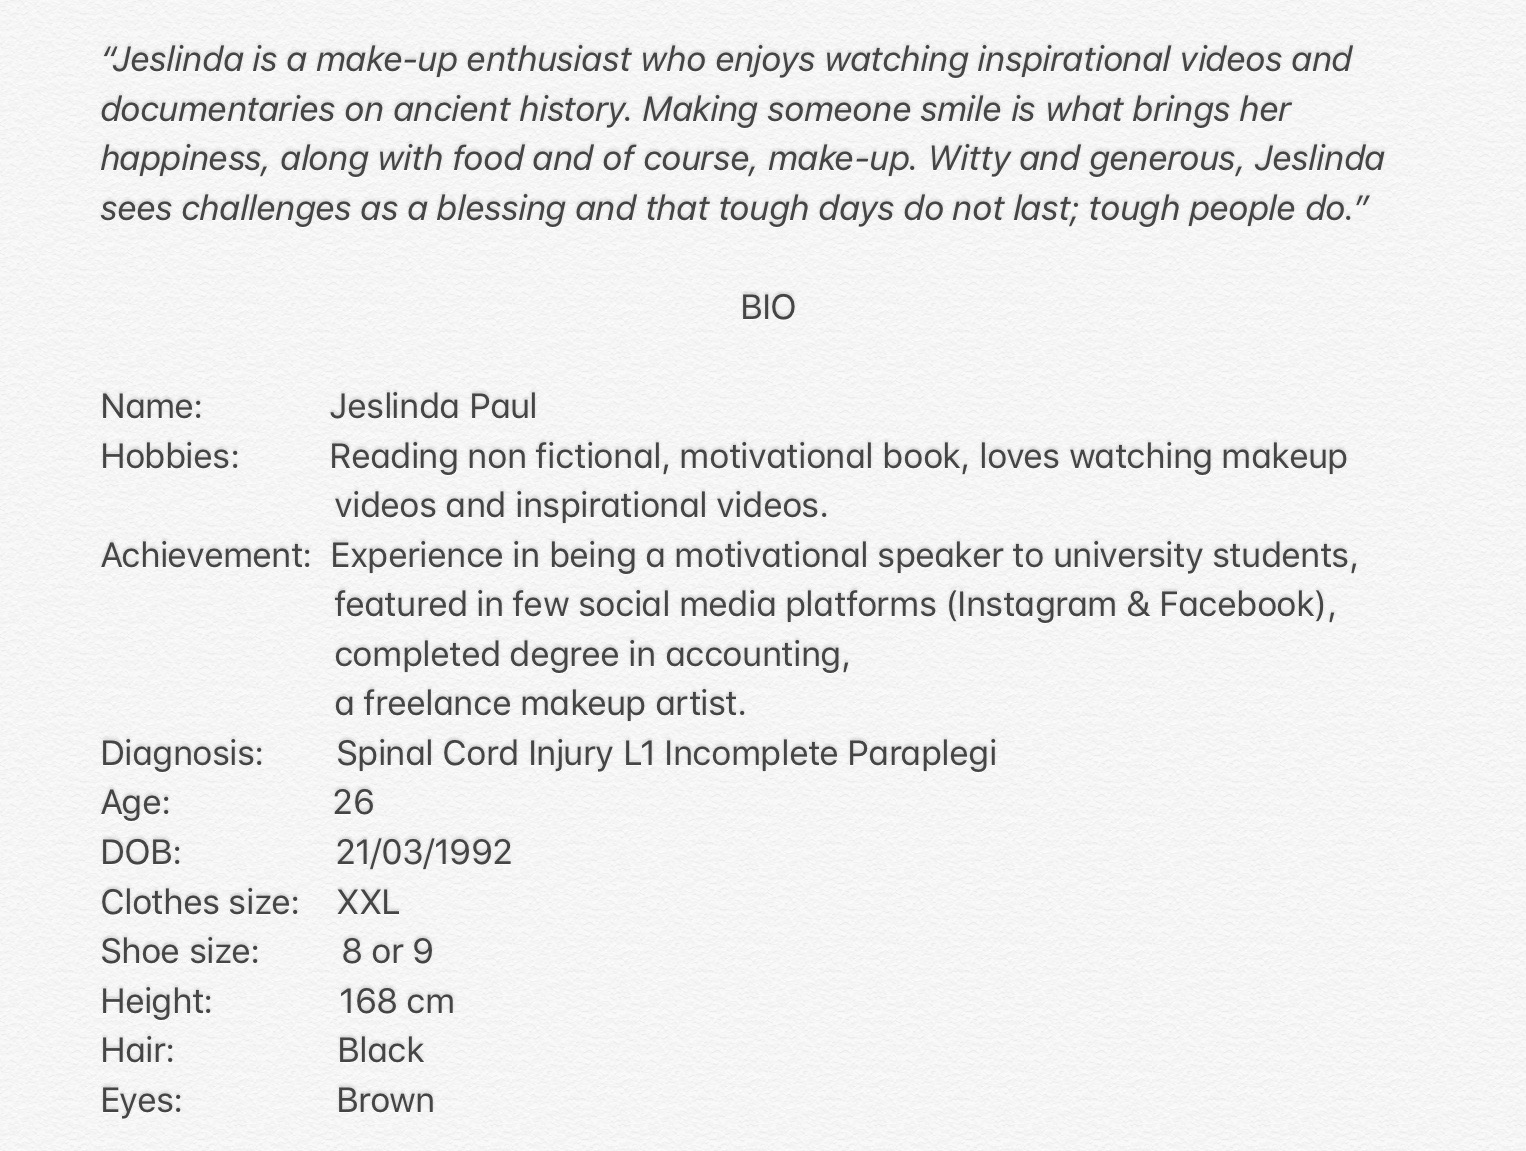 “Jeslinda is a make-up enthusiast who enjoys watching inspirational videos and
documentaries on ancient history. Making someone smile is what brings her
happiness, along with food and of course, make-up. Witty and generous, Jeslinda
sees challenges as a blessing and that tough days do not last; tough people do.”
BIO
Name: Jeslinda Paul
Hobbies: Reading non fictional, motivational book, loves watching makeup
videos and inspirational videos.
Achievement: Experience in being a motivational speaker to university students,
featured in few social media platforms (Instagram & Facebook),
completed degree in accounting,
a freelance makeup artist.
Diagnosis: Spinal Cord Injury L1 Incomplete Paraplegi
Age: 26
DOB: 21/03/1992
Clothes size: XXL
Shoe size: 8 or 9
Height: 168 cm
Hair: Black
Eyes: Brown